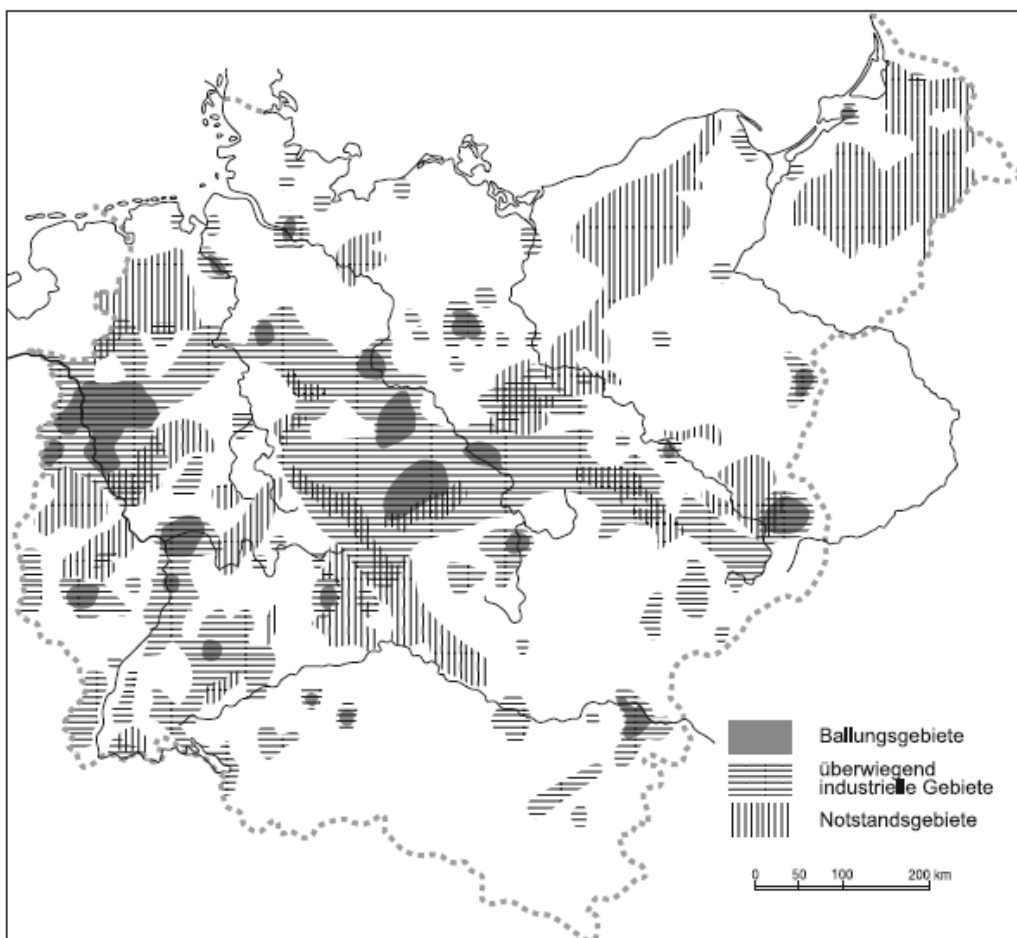 Ballungsgebiete
überwiegend
industrielle Gebiete
Notstandsgebiete
0 50 100 200 km